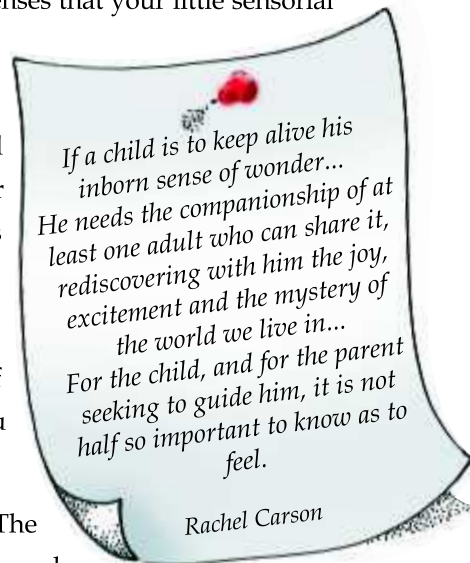 enses that your little sensorial
If a child is to keep alive his
inborn sense of wonder...
He needs the companionship of at
least one adult who can share it,
rediscovering with him the joy,
excitement and the mystery of
the world we live in...
For the child, and for the parent
seeking to guide him, it is not
half so important to know as to
feel.
Rachel Carson
The